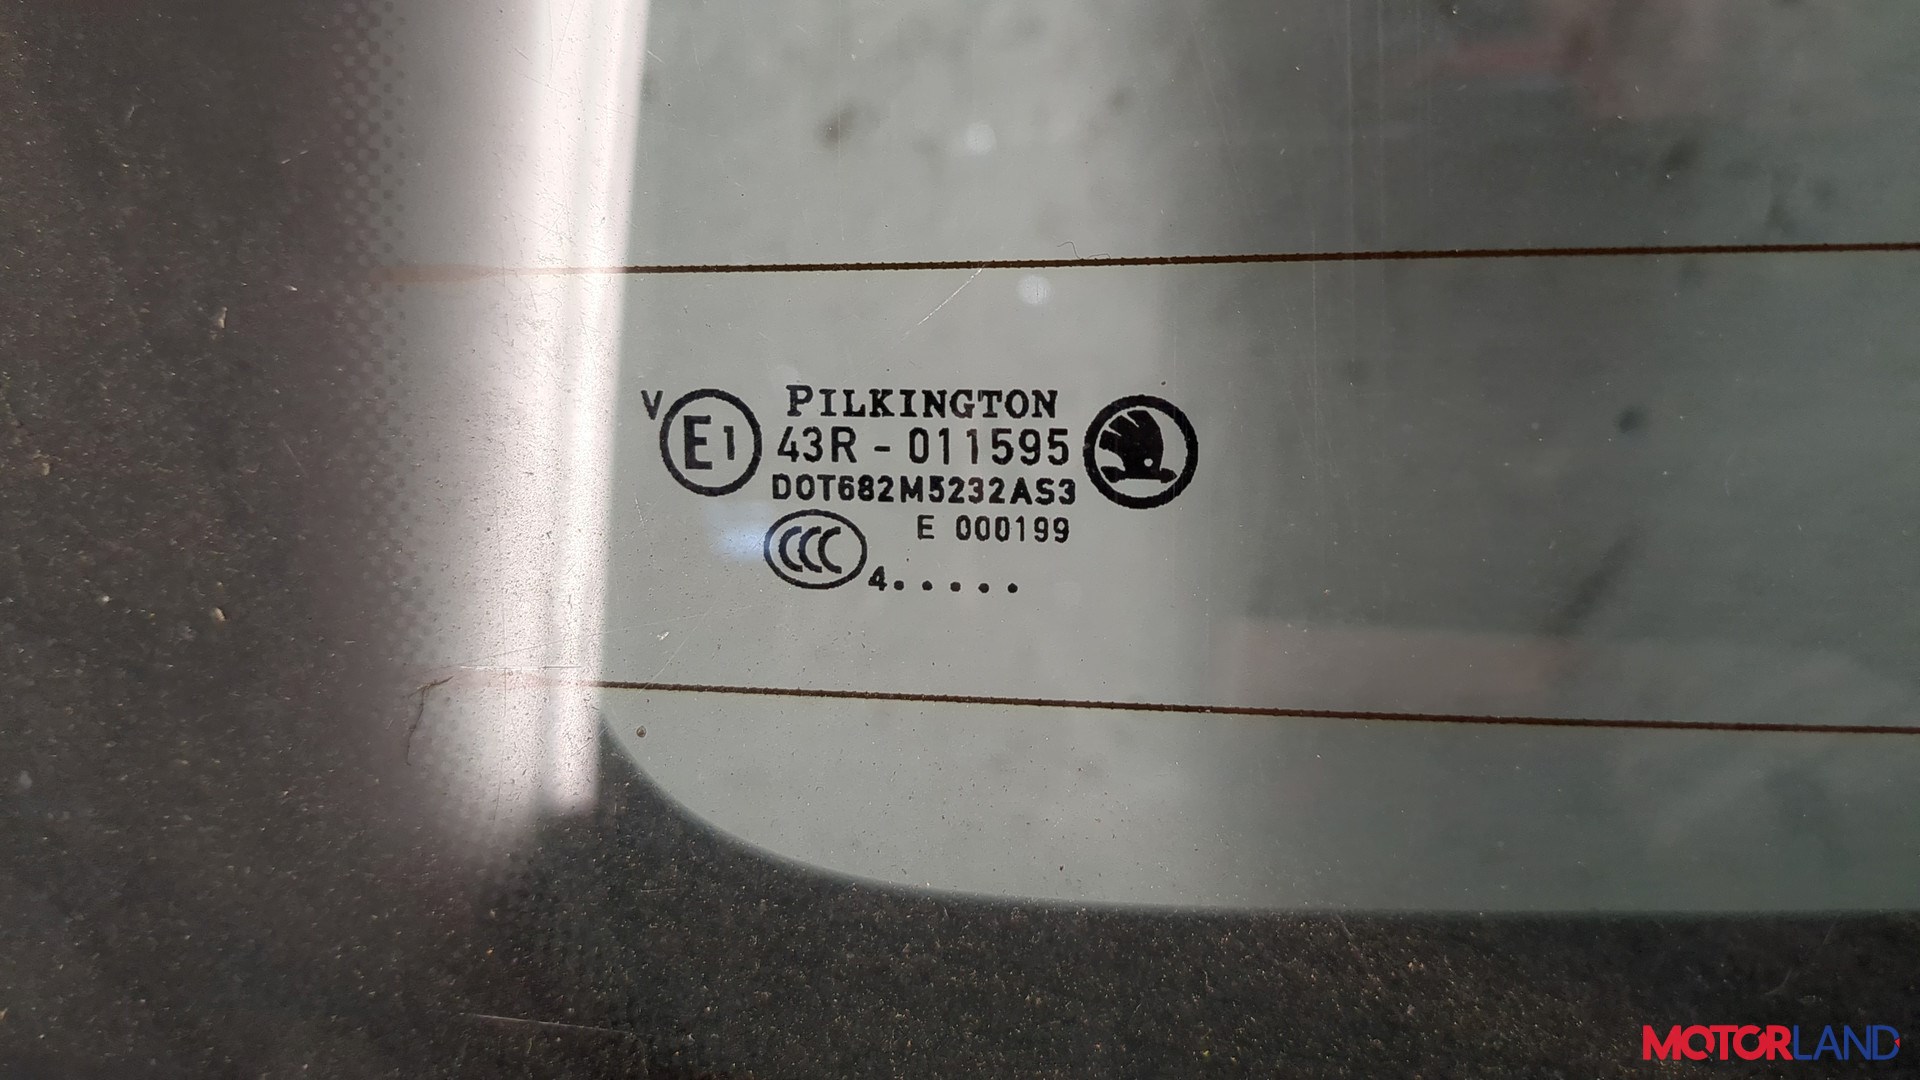 V E1 PILKINGTON
43R - 011595
DOT682M5232AS3
E 000199
CCC 4.....
MOTORLAND